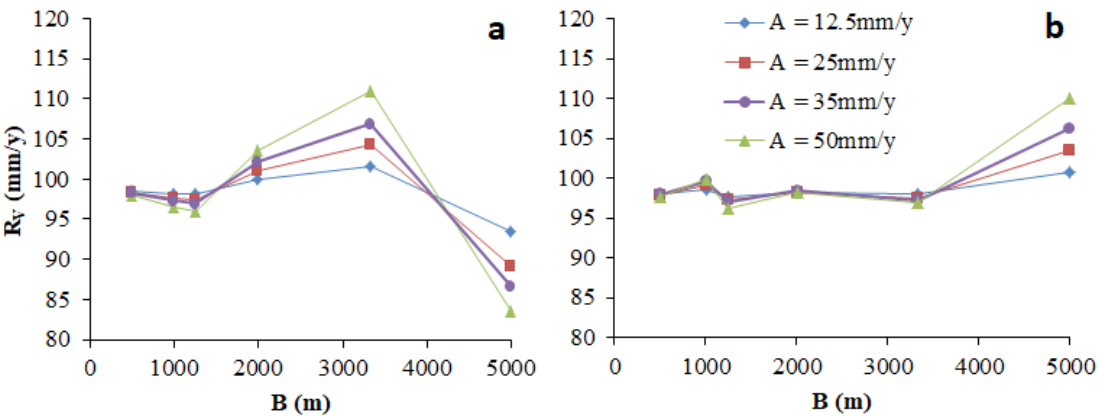 120
115
110
105
100
95
90
85
80
0 1000 2000 3000 4000 5000
R_v (mm/y)
B (m)
a
120
115
110
105
100
95
90
85
80
0 1000 2000 3000 4000 5000
B (m)
b
A = 12.5mm/y
A = 25mm/y
A = 35mm/y
A = 50mm/y